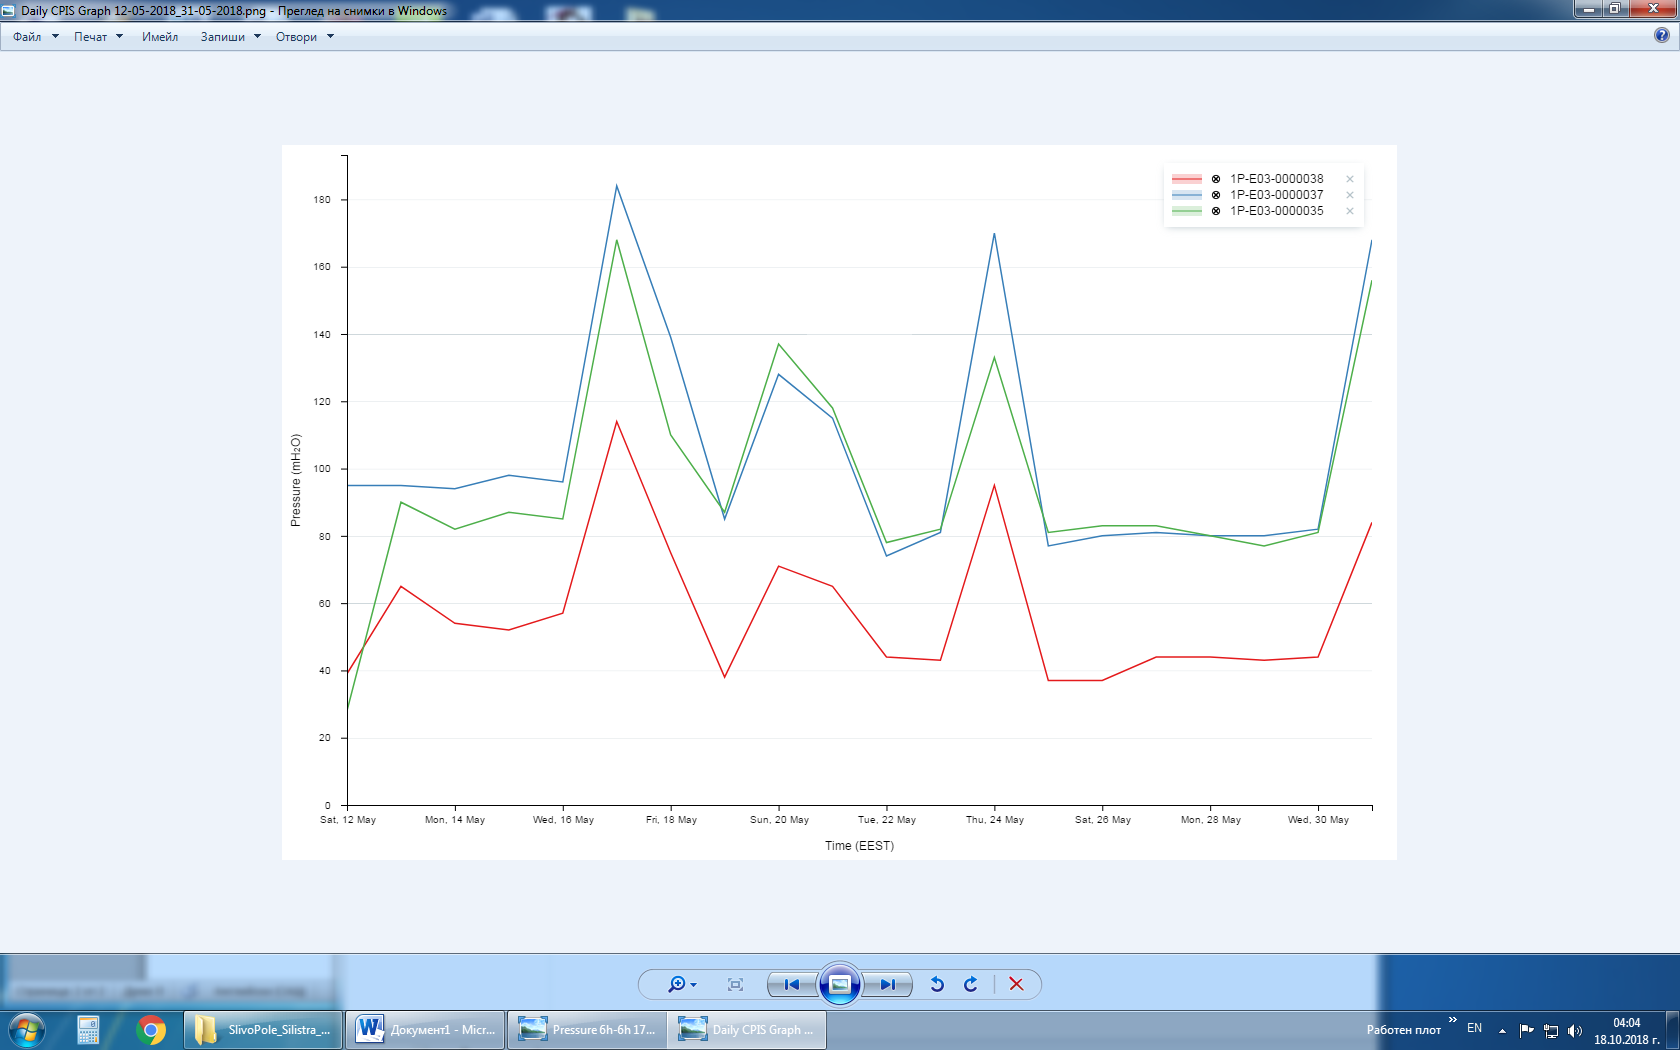 Daily CPIS Graph 12-05-2018_31-05-2018.png - Преглед на снимки в Windows
Файл Печат Имейл Запиши Отвори
1P-E03-0000038
1P-E03-0000037
1P-E03-0000035
180
160
140
120
100
80
60
40
20
0
Pressure (mH₂O)
Sat, 12 May Mon, 14 May Wed, 16 May Fri, 18 May Sun, 20 May Tue, 22 May Thu, 24 May Sat, 26 May Mon, 28 May Wed, 30 May
Time (EEST)
SlivoPole_Silistra_... Документ1 - Micr... Pressure 6h-6h 17... Daily CPIS Graph ... Работен плот » EN 04:04
18.10.2018 г.